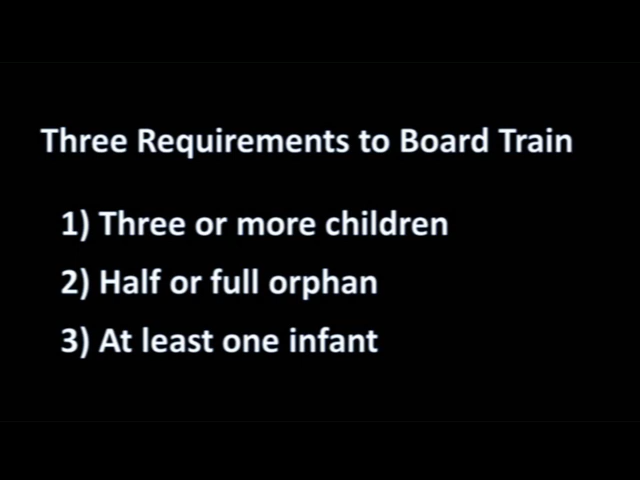 Three Requirements to Board Train
1) Three or more children
2) Half or full orphan
3) At least one infant